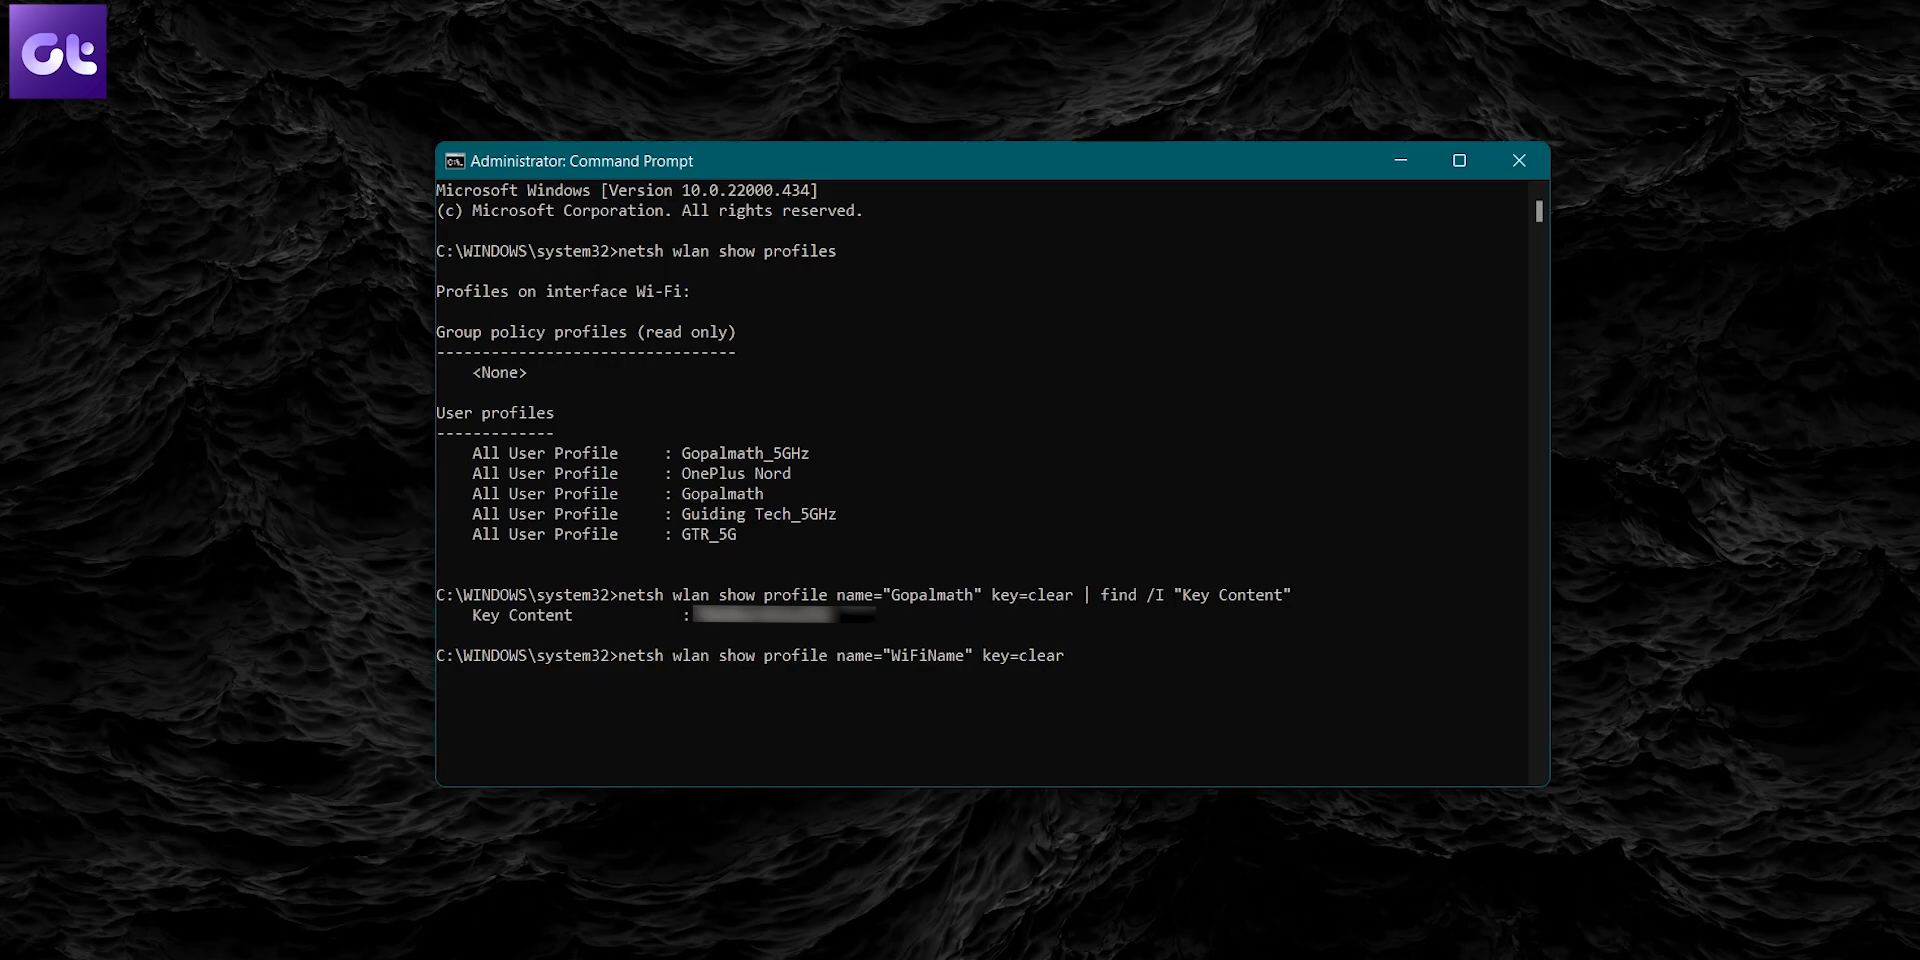 Gt
Administrator: Command Prompt
Microsoft Windows [Version 10.0.22000.434]
(c) Microsoft Corporation. All rights reserved.
C:\WINDOWS\system32>netsh wlan show profiles
Profiles on interface Wi-Fi:
Group policy profiles (read only)
---------------------------------
<None>
User profiles
-------------
All User Profile     : Gopalmath_5GHz
All User Profile     : OnePlus Nord
All User Profile     : Gopalmath
All User Profile     : Guiding Tech_5GHz
All User Profile     : GTR_5G
C:\WINDOWS\system32>netsh wlan show profile name="Gopalmath" key=clear | find /I "Key Content"
Key Content            :
C:\WINDOWS\system32>netsh wlan show profile name="WiFiName" key=clear